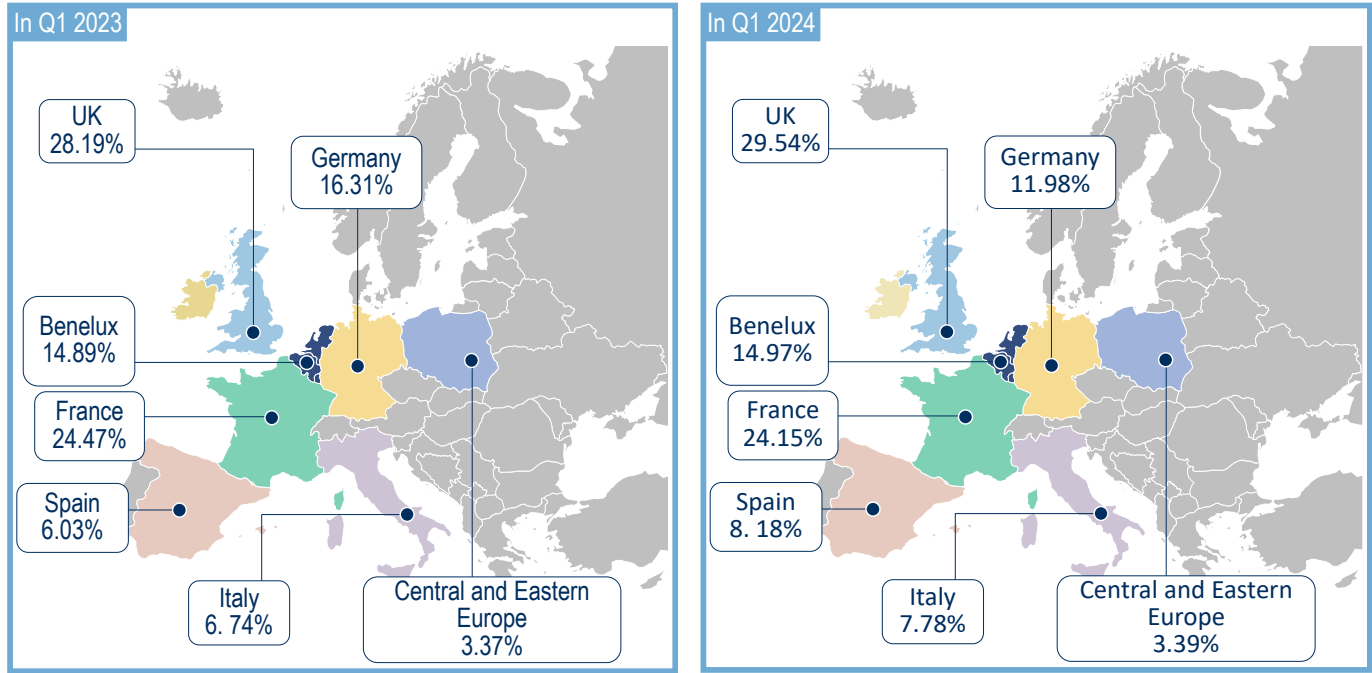 In Q1 2023
UK
28.19%
Germany
16.31%
Benelux
14.89%
France
24.47%
Spain
6.03%
Italy
6. 74%
Central and Eastern
Europe
3.37%
In Q1 2024
UK
29.54%
Germany
11.98%
Benelux
14.97%
France
24.15%
Spain
8. 18%
Italy
7.78%
Central and Eastern
Europe
3.39%